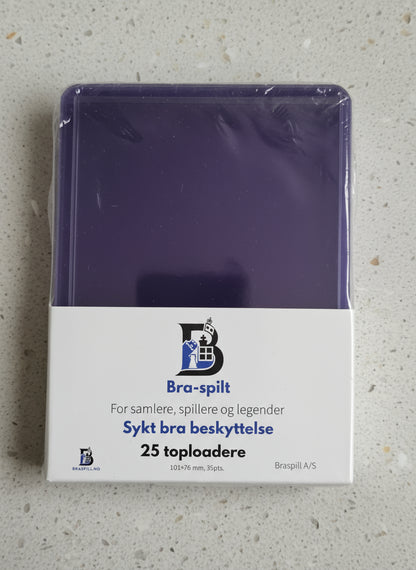 Bra-spilt
For samlere, spillere og legender
Sykt bra beskyttelse
25 toploadere
101*76 mm, 35pts.
BRASPILL.NO
Braspill A/S